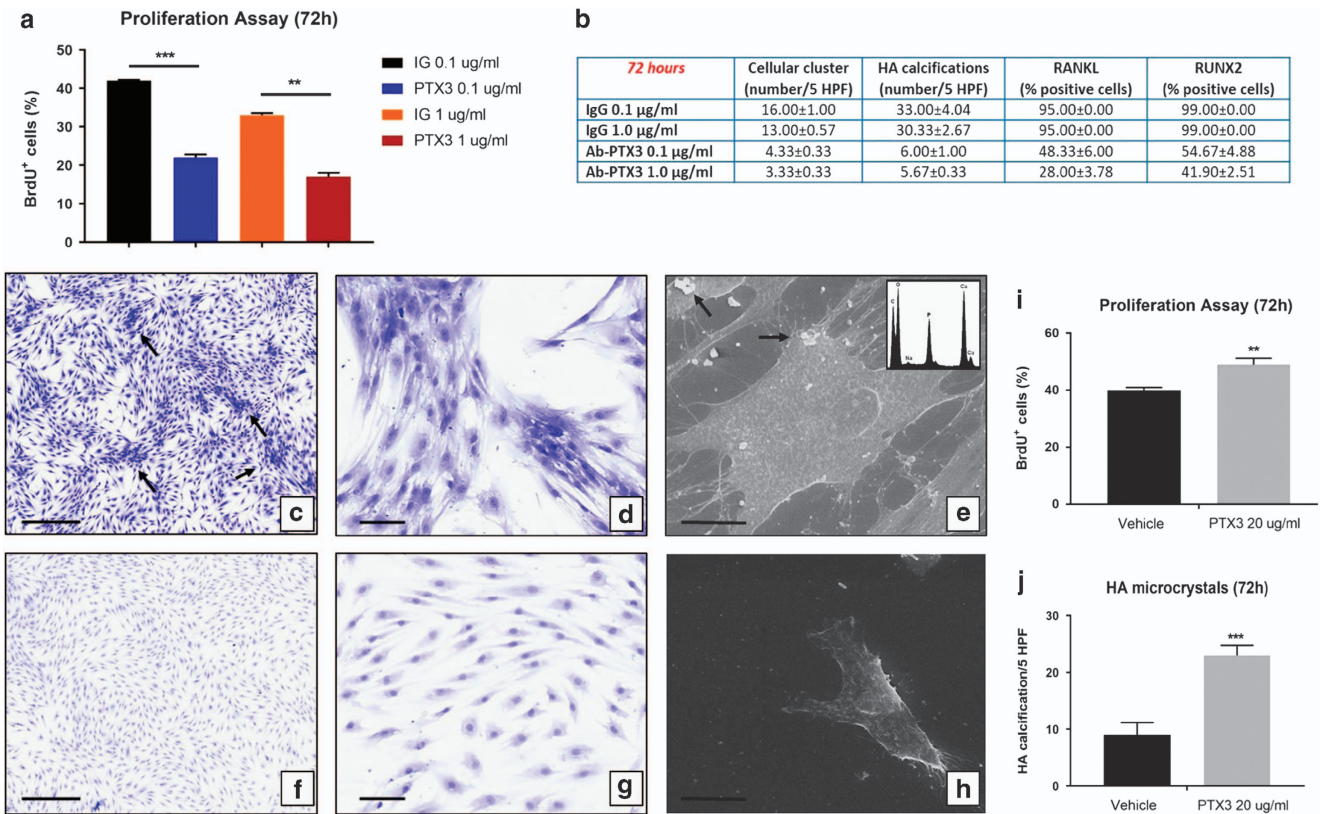 a
Proliferation Assay (72h)
BrdU⁺ cells (%)
50
40
30
20
10
0
***
**
IG 0.1 ug/ml
PTX3 0.1 ug/ml
IG 1 ug/ml
PTX3 1 ug/ml
b
72 hours Cellular cluster (number/5 HPF) HA calcifications (number/5 HPF) RANKL (% positive cells) RUNX2 (% positive cells)
IgG 0.1 µg/ml 16.00±1.00 33.00±4.04 95.00±0.00 99.00±0.00
IgG 1.0 µg/ml 13.00±0.57 30.33±2.67 95.00±0.00 99.00±0.00
Ab-PTX3 0.1 µg/ml 4.33±0.33 6.00±1.00 48.33±6.00 54.67±4.88
Ab-PTX3 1.0 µg/ml 3.33±0.33 5.67±0.33 28.00±3.78 41.90±2.51
c
d
e
C O Na P Ca Ca
f
g
h
i
Proliferation Assay (72h)
BrdU⁺ cells (%)
60
40
20
0
**
Vehicle PTX3 20 ug/ml
j
HA microcrystals (72h)
HA calcification/5 HPF
30
20
10
0
***
Vehicle PTX3 20 ug/ml